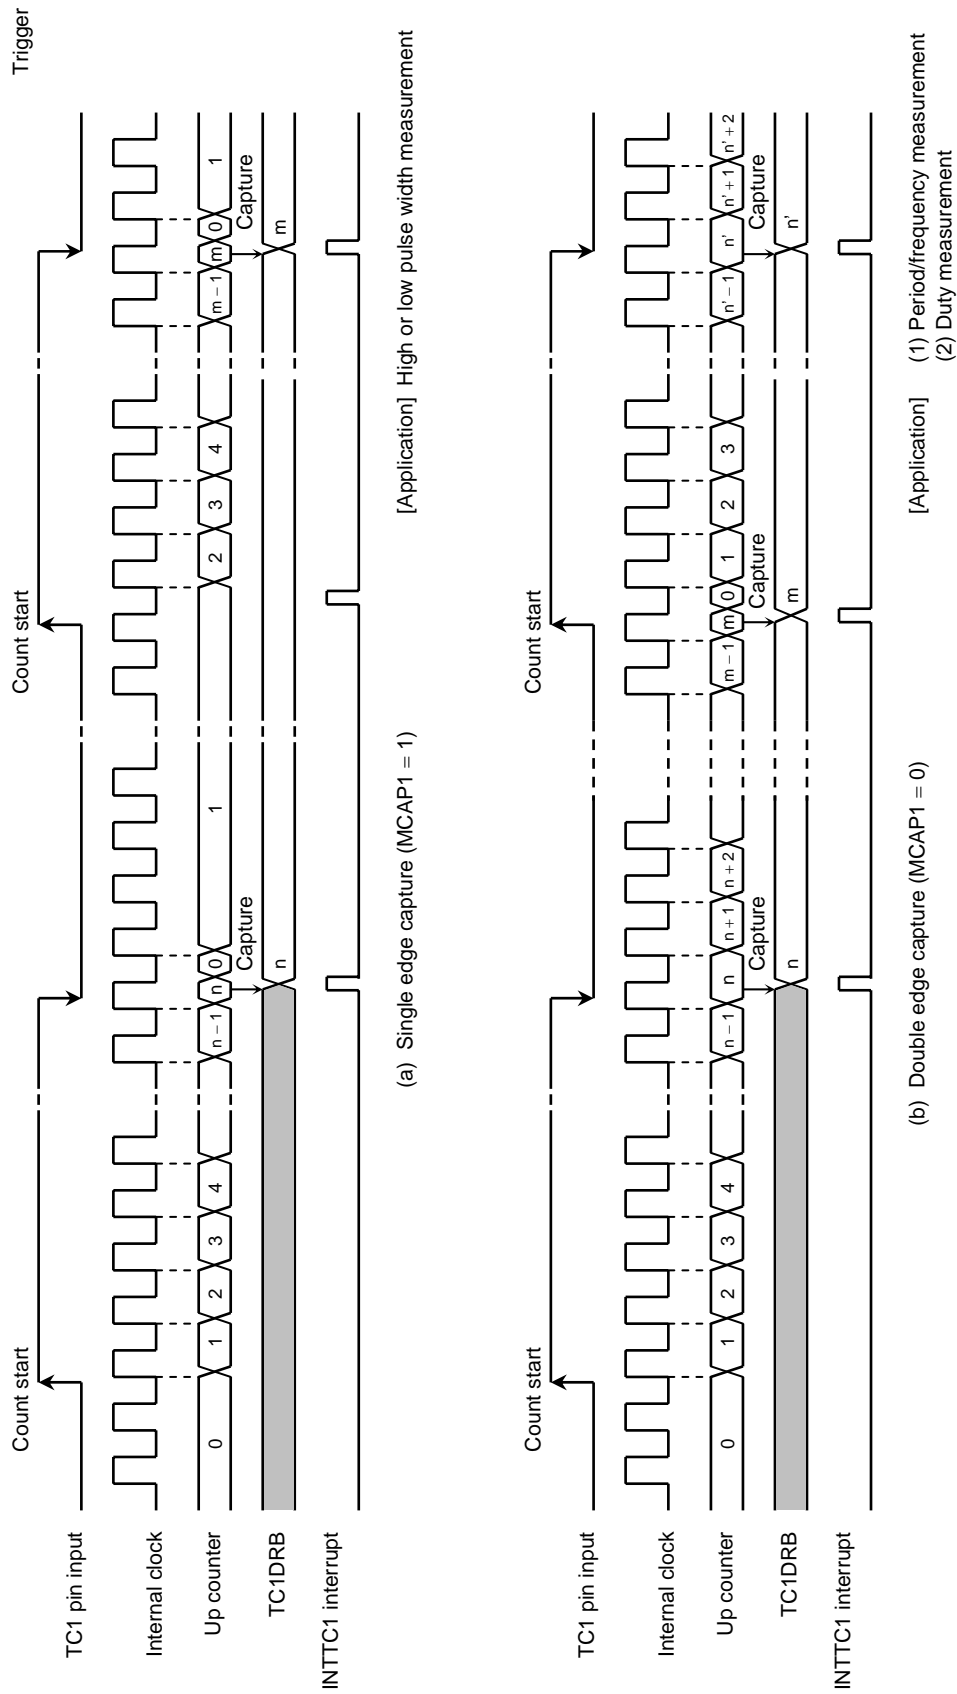 Trigger
Count start
Count start
TC1 pin input
Internal clock
Up counter
0
1
2
3
4
n – 1
n
0
1
2
3
4
m – 1
m
0
1
Capture
Capture
TC1DRB
n
m
INTTC1 interrupt
(a) Single edge capture (MCAP1 = 1)
[Application] High or low pulse width measurement
Count start
Count start
TC1 pin input
Internal clock
Up counter
0
1
2
3
4
n – 1
n
n + 1
n + 2
m – 1
m
0
1
2
3
n' – 1
n'
n' + 1
n' + 2
Capture
Capture
Capture
TC1DRB
n
m
n'
INTTC1 interrupt
(b) Double edge capture (MCAP1 = 0)
[Application] (1) Period/frequency measurement
(2) Duty measurement